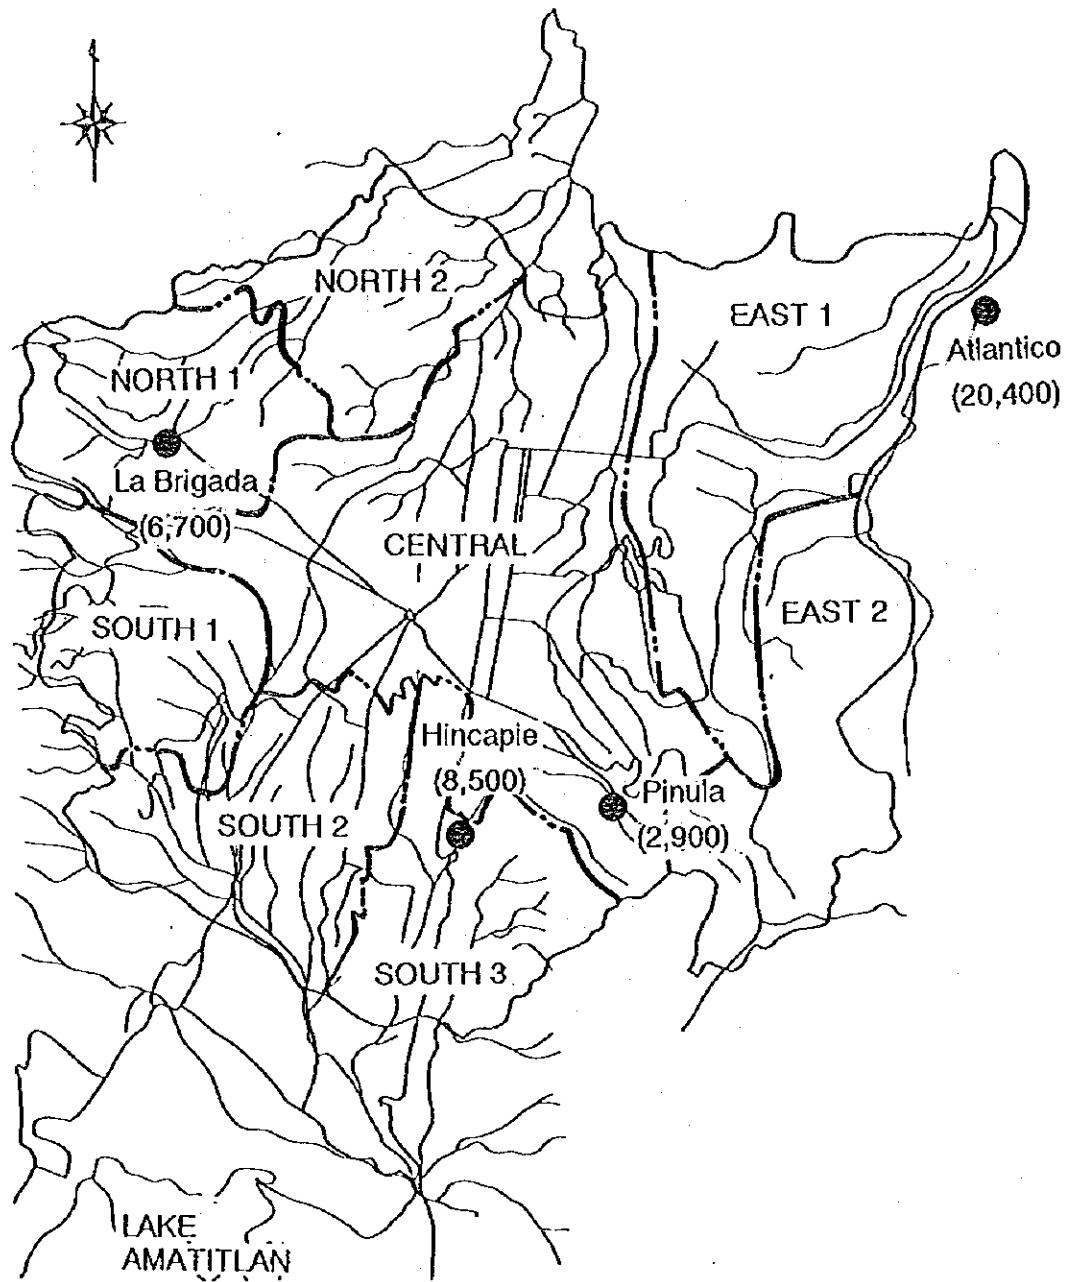 NORTH 2
EAST 1
Atlantico
(20,400)
NORTH 1
La Brigada
(6,700)
CENTRAL
SOUTH 1
EAST 2
Hincapie
(8,500)
Pinula
(2,900)
SOUTH 2
SOUTH 3
LAKE
AMATITLAN